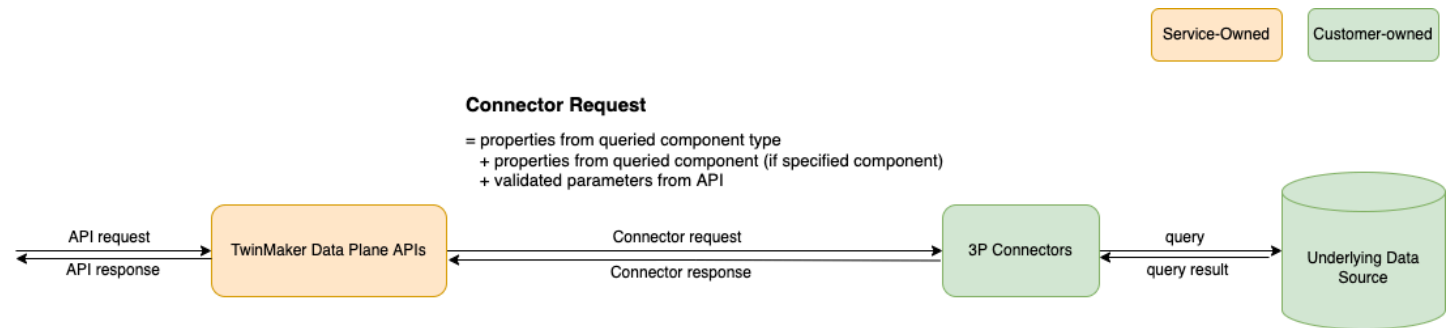 Service-Owned
Customer-owned
Connector Request
= properties from queried component type
+ properties from queried component (if specified component)
+ validated parameters from API
API request
API response
TwinMaker Data Plane APIs
Connector request
Connector response
3P Connectors
query
query result
Underlying Data
Source